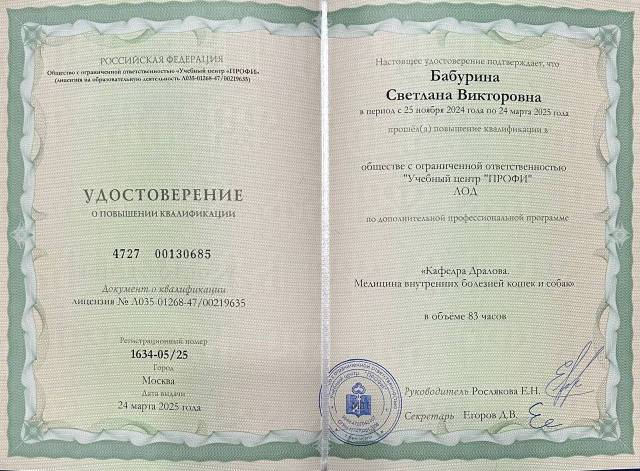 РОССИЙСКАЯ ФЕДЕРАЦИЯ
Общество с ограниченной ответственностью «Учебный центр «ПРОФИ»
(лицензия на образовательную деятельность Л035-01268-47/00219635)
УДОСТОВЕРЕНИЕ
О ПОВЫШЕНИИ КВАЛИФИКАЦИИ
4727 00130685
Документ о квалификации
лицензия № Л035-01268-47/00219635
Регистрационный номер
1634-05/25
Город
Москва
Дата выдачи
24 марта 2025 года
Настоящее удостоверение подтверждает, что
Бабурина
Светлана Викторовна
в период с 25 ноября 2024 года по 24 марта 2025 года
прошёл(а) повышение квалификации в
обществе с ограниченной ответственностью
"Учебный центр "ПРОФИ"
ЛОД
по дополнительной профессиональной программе
«Кафедра Дралова.
Медицина внутренних болезней кошек и собак»
в объёме 83 часов
Руководитель Рослякова Е.Н.
Секретарь Егоров Д.В.